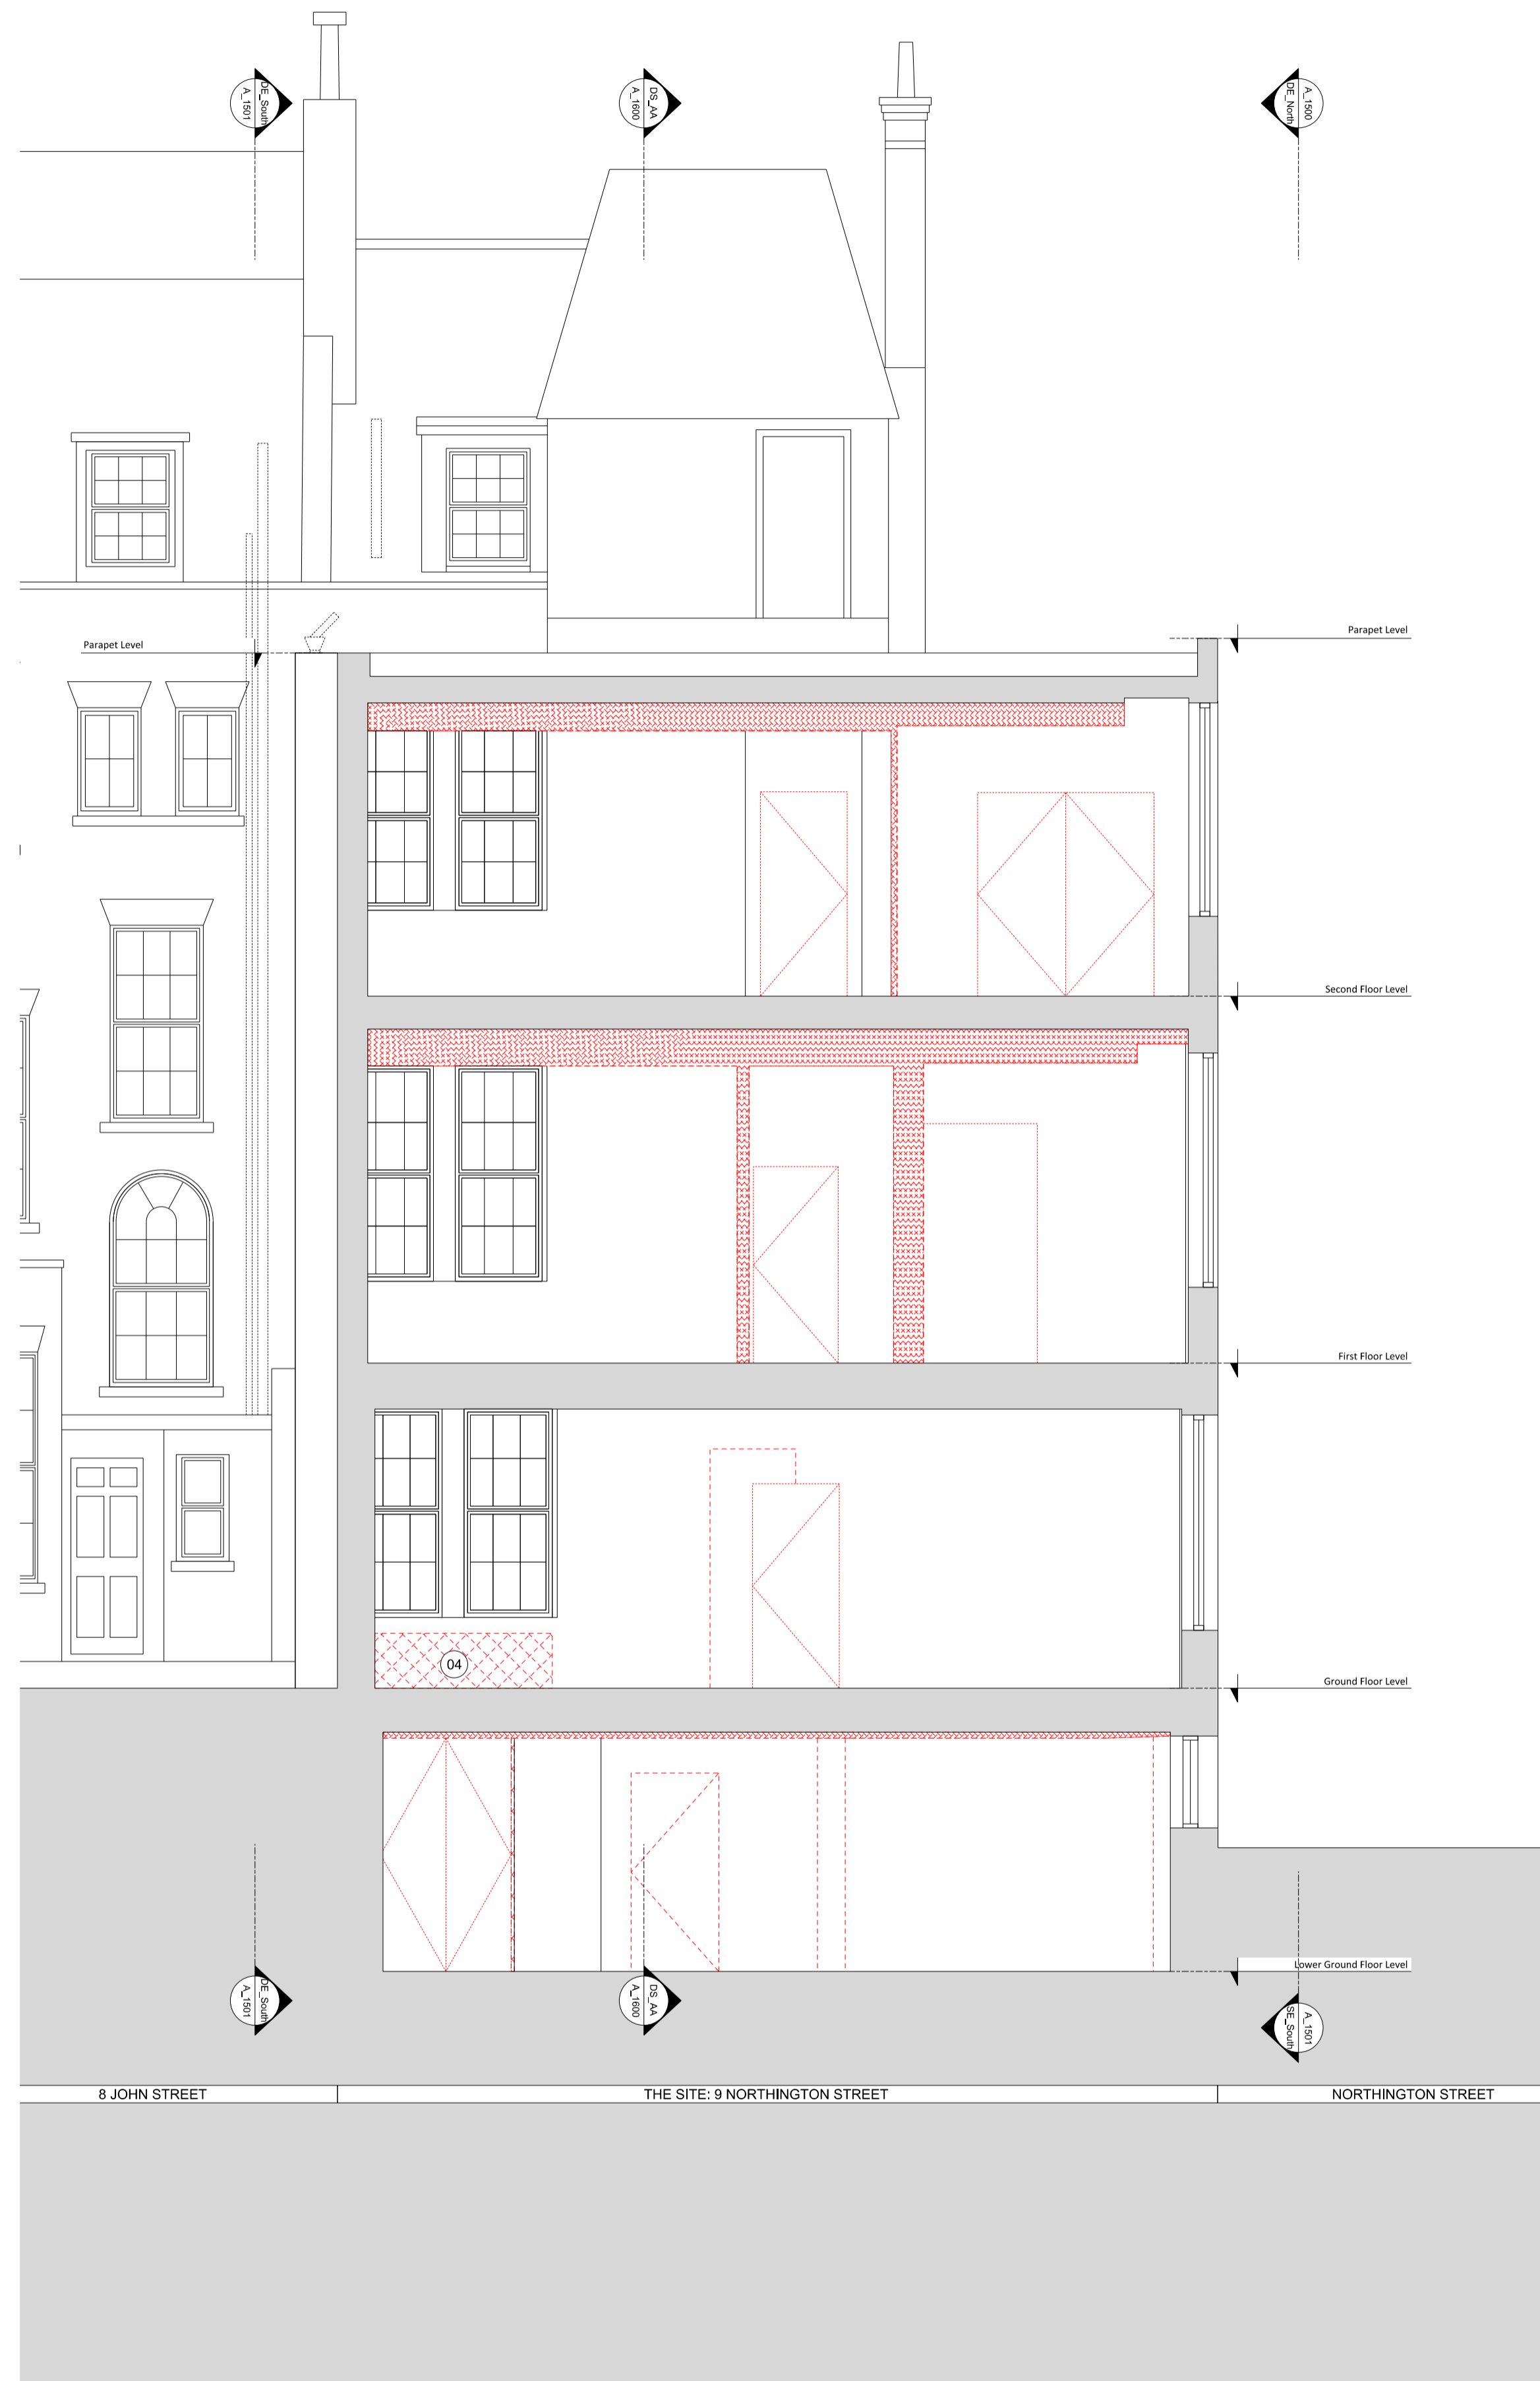 DE_South
A_1501
DS_AA
A_1600
A_1500
DE_North
Parapet Level
Parapet Level
Second Floor Level
First Floor Level
Ground Floor Level
04
Lower Ground Floor Level
DE_South
A_1501
DS_AA
A_1600
A_1501
SE_South
8 JOHN STREET
THE SITE: 9 NORTHINGTON STREET
NORTHINGTON STREET